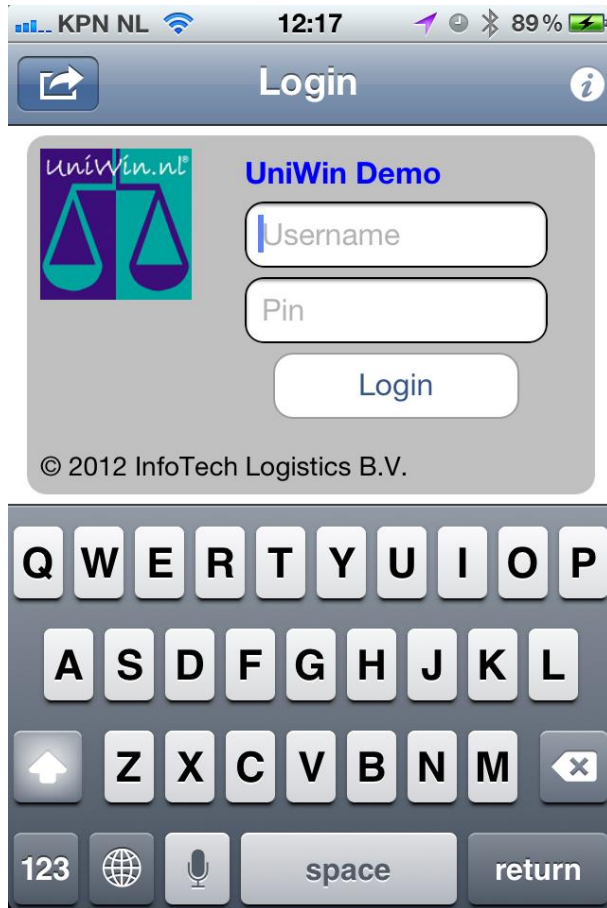 KPN NL 12:17 89%
Login
UniWin.nl®
UniWin Demo
Username
Pin
Login
© 2012 InfoTech Logistics B.V.
Q W E R T Y U I O P
A S D F G H J K L
Z X C V B N M
123 space return